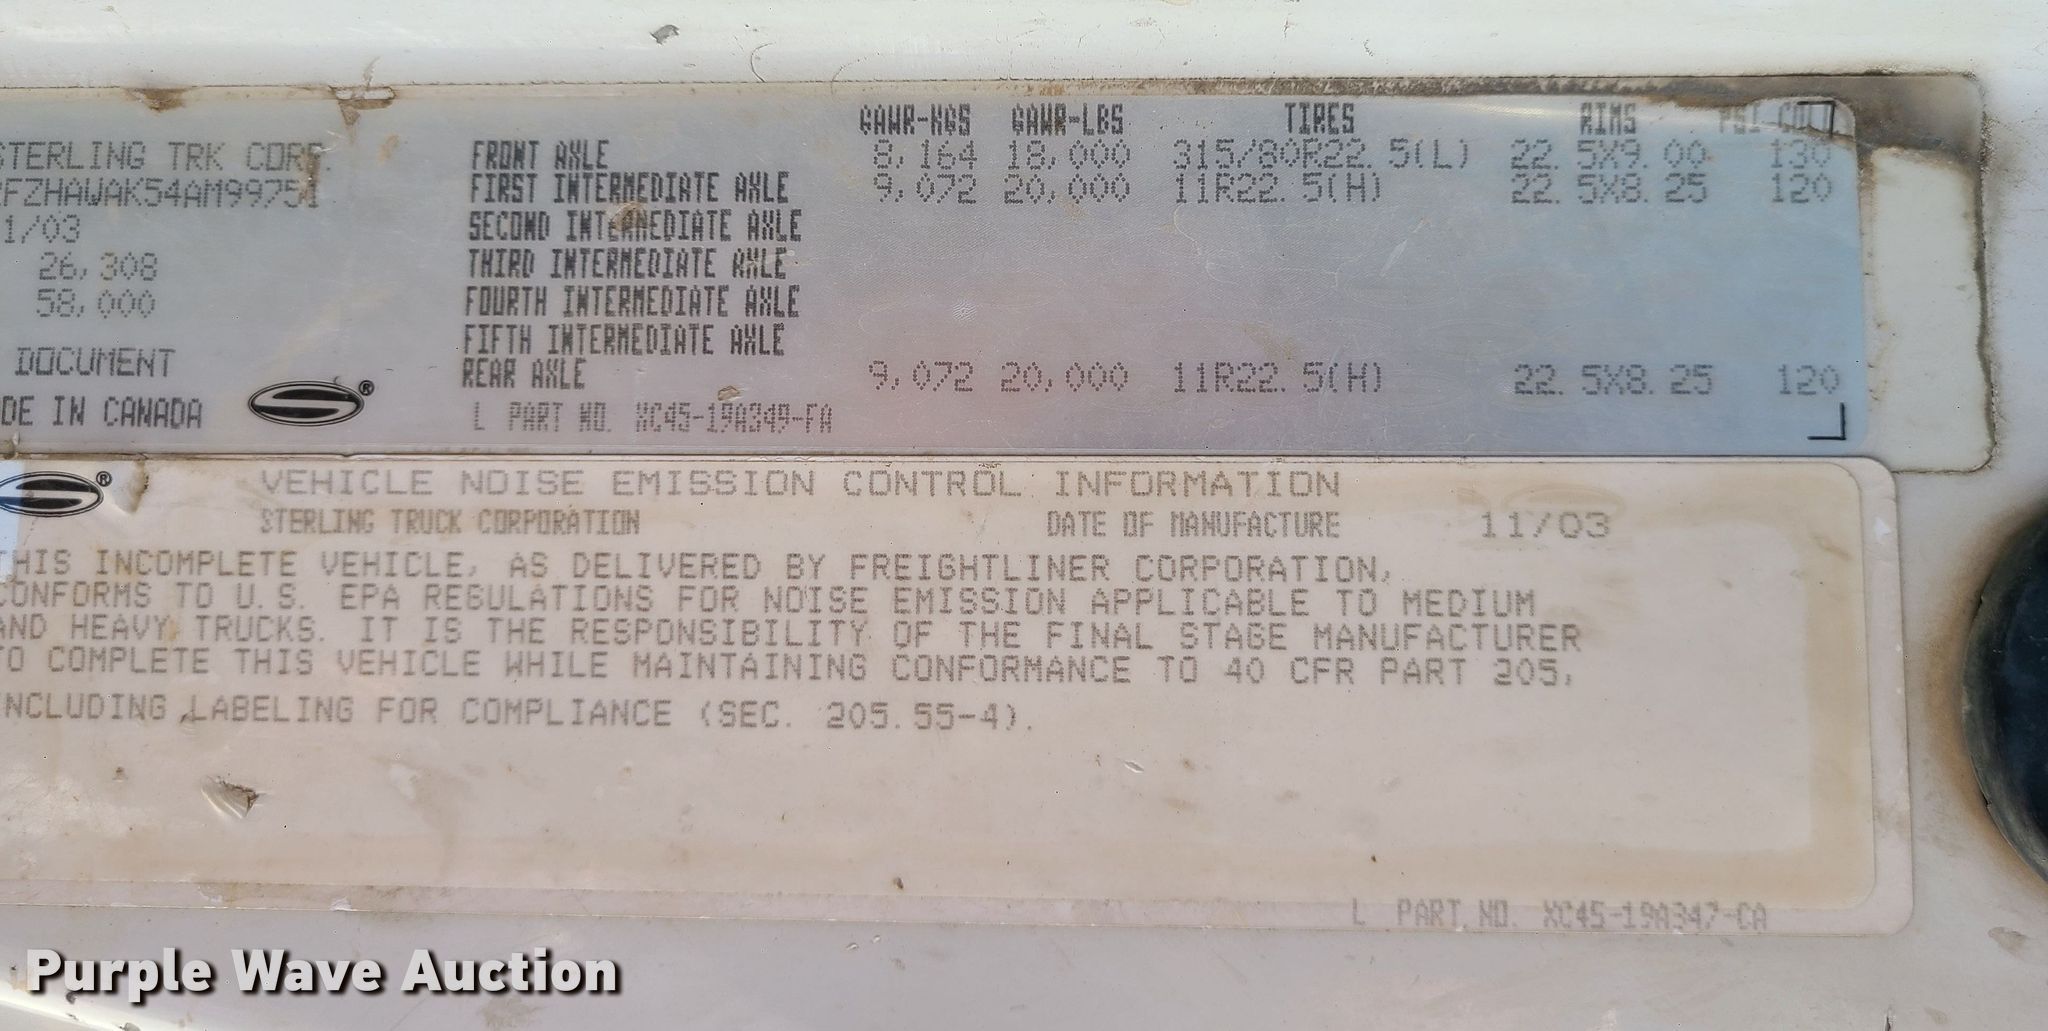 GAWR-KGS GAWR-LBS TIRES RIMS PSI-COLD
STERLING TRK CORP. FRONT AXLE 8,164 18,000 315/80R22.5(L) 22.5X9.00 130
2FZHAWAK54AM99751 FIRST INTERMEDIATE AXLE 9,072 20,000 11R22.5(H) 22.5X8.25 120
1/03 SECOND INTERMEDIATE AXLE
26,308 THIRD INTERMEDIATE AXLE
58,000 FOURTH INTERMEDIATE AXLE
FIFTH INTERMEDIATE AXLE
DOCUMENT REAR AXLE 9,072 20,000 11R22.5(H) 22.5X8.25 120
DE IN CANADA ® L PART NO. XC45-19A349-FA
® VEHICLE NOISE EMISSION CONTROL INFORMATION
STERLING TRUCK CORPORATION DATE OF MANUFACTURE 11/03
THIS INCOMPLETE VEHICLE, AS DELIVERED BY FREIGHTLINER CORPORATION,
CONFORMS TO U.S. EPA REGULATIONS FOR NOISE EMISSION APPLICABLE TO MEDIUM
AND HEAVY TRUCKS. IT IS THE RESPONSIBILITY OF THE FINAL STAGE MANUFACTURER
TO COMPLETE THIS VEHICLE WHILE MAINTAINING CONFORMANCE TO 40 CFR PART 205,
INCLUDING LABELING FOR COMPLIANCE (SEC. 205.55-4).
L PART NO. XC45-19A347-CA
Purple Wave Auction